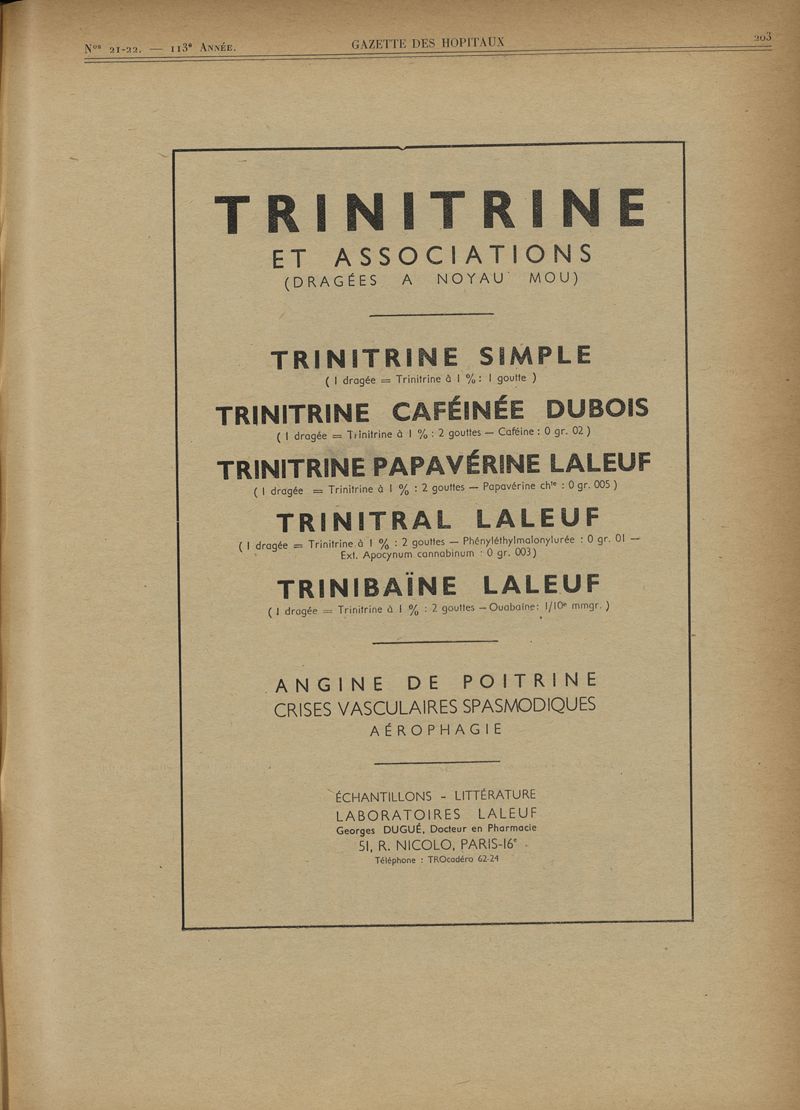 Nos 21-22. — 113e Année.
GAZETTE DES HOPITAUX
203
TRINITRINE
ET ASSOCIATIONS
(DRAGÉES A NOYAU MOU)
TRINITRINE SIMPLE
( 1 dragée = Trinitrine à 1 % : 1 goutte )
TRINITRINE CAFÉINÉE DUBOIS
( 1 dragée = Trinitrine à 1 % : 2 gouttes — Caféine : 0 gr. 02 )
TRINITRINE PAPAVÉRINE LALEUF
( 1 dragée = Trinitrine à 1 % : 2 gouttes — Papavérine chte : 0 gr. 005 )
TRINITRAL LALEUF
( 1 dragée = Trinitrine à 1 % : 2 gouttes — Phényléthylmalonylurée : 0 gr. 01 —
Ext. Apocynum cannabinum : 0 gr. 003)
TRINIBAÏNE LALEUF
( 1 dragée = Trinitrine à 1 % : 2 gouttes — Ouabaïne: 1/10e mmgr. )
ANGINE DE POITRINE
CRISES VASCULAIRES SPASMODIQUES
AÉROPHAGIE
ÉCHANTILLONS - LITTÉRATURE
LABORATOIRES LALEUF
Georges DUGUÉ, Docteur en Pharmacie
51, R. NICOLO, PARIS-16e
Téléphone : TROcadéro 62-24